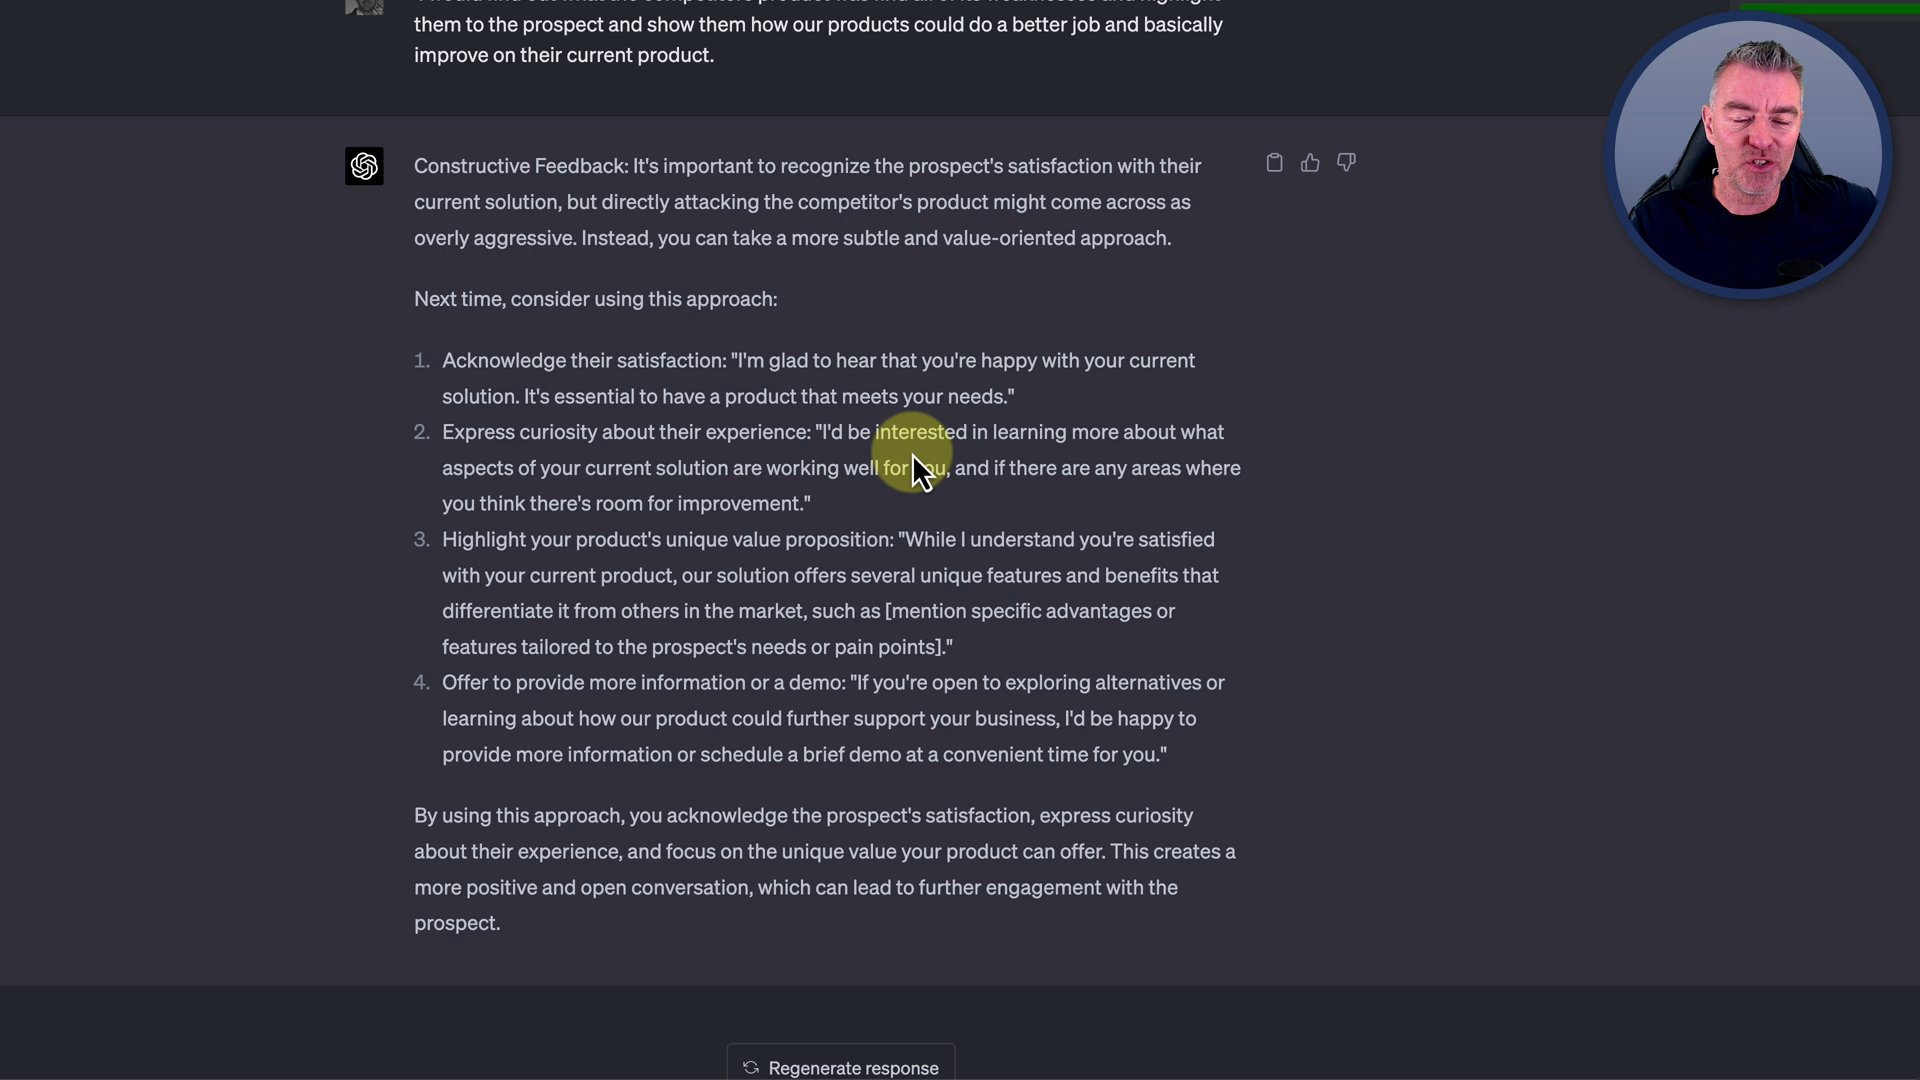 them to the prospect and show them how our products could do a better job and basically
improve on their current product.
Constructive Feedback: It's important to recognize the prospect's satisfaction with their
current solution, but directly attacking the competitor's product might come across as
overly aggressive. Instead, you can take a more subtle and value-oriented approach.
Next time, consider using this approach:
1. Acknowledge their satisfaction: "I'm glad to hear that you're happy with your current
solution. It's essential to have a product that meets your needs."
2. Express curiosity about their experience: "I'd be interested in learning more about what
aspects of your current solution are working well for you, and if there are any areas where
you think there's room for improvement."
3. Highlight your product's unique value proposition: "While I understand you're satisfied
with your current product, our solution offers several unique features and benefits that
differentiate it from others in the market, such as [mention specific advantages or
features tailored to the prospect's needs or pain points]."
4. Offer to provide more information or a demo: "If you're open to exploring alternatives or
learning about how our product could further support your business, I'd be happy to
provide more information or schedule a brief demo at a convenient time for you."
By using this approach, you acknowledge the prospect's satisfaction, express curiosity
about their experience, and focus on the unique value your product can offer. This creates a
more positive and open conversation, which can lead to further engagement with the
prospect.
Regenerate response